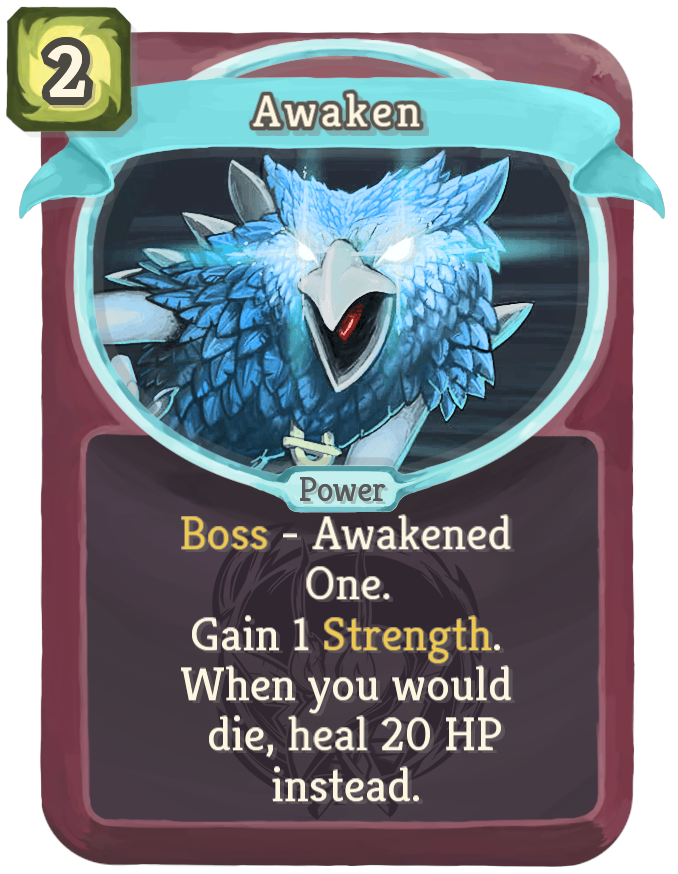 2
Awaken
Power
Boss - Awakened
One.
Gain 1 Strength.
When you would
die, heal 20 HP
instead.